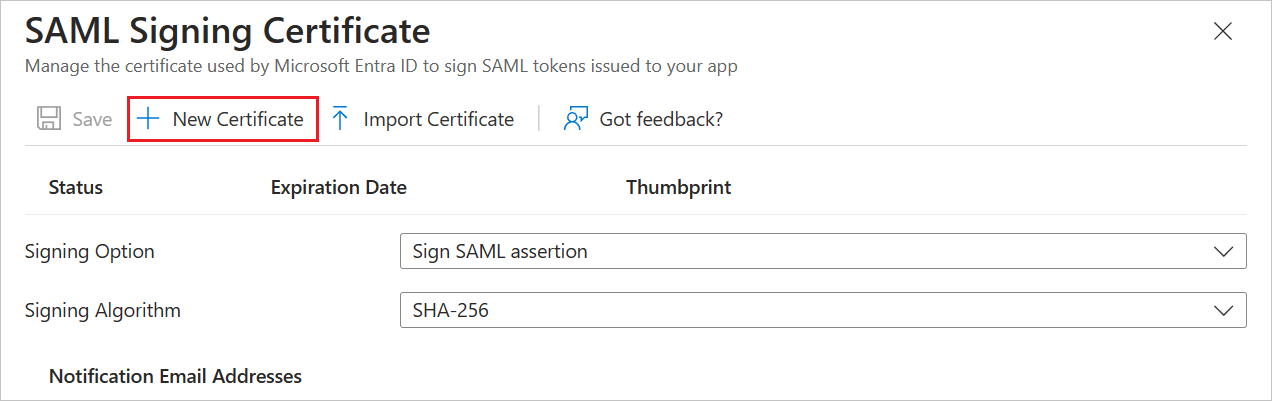 SAML Signing Certificate
Manage the certificate used by Microsoft Entra ID to sign SAML tokens issued to your app
Save New Certificate Import Certificate Got feedback?
Status Expiration Date Thumbprint
Signing Option Sign SAML assertion
Signing Algorithm SHA-256
Notification Email Addresses